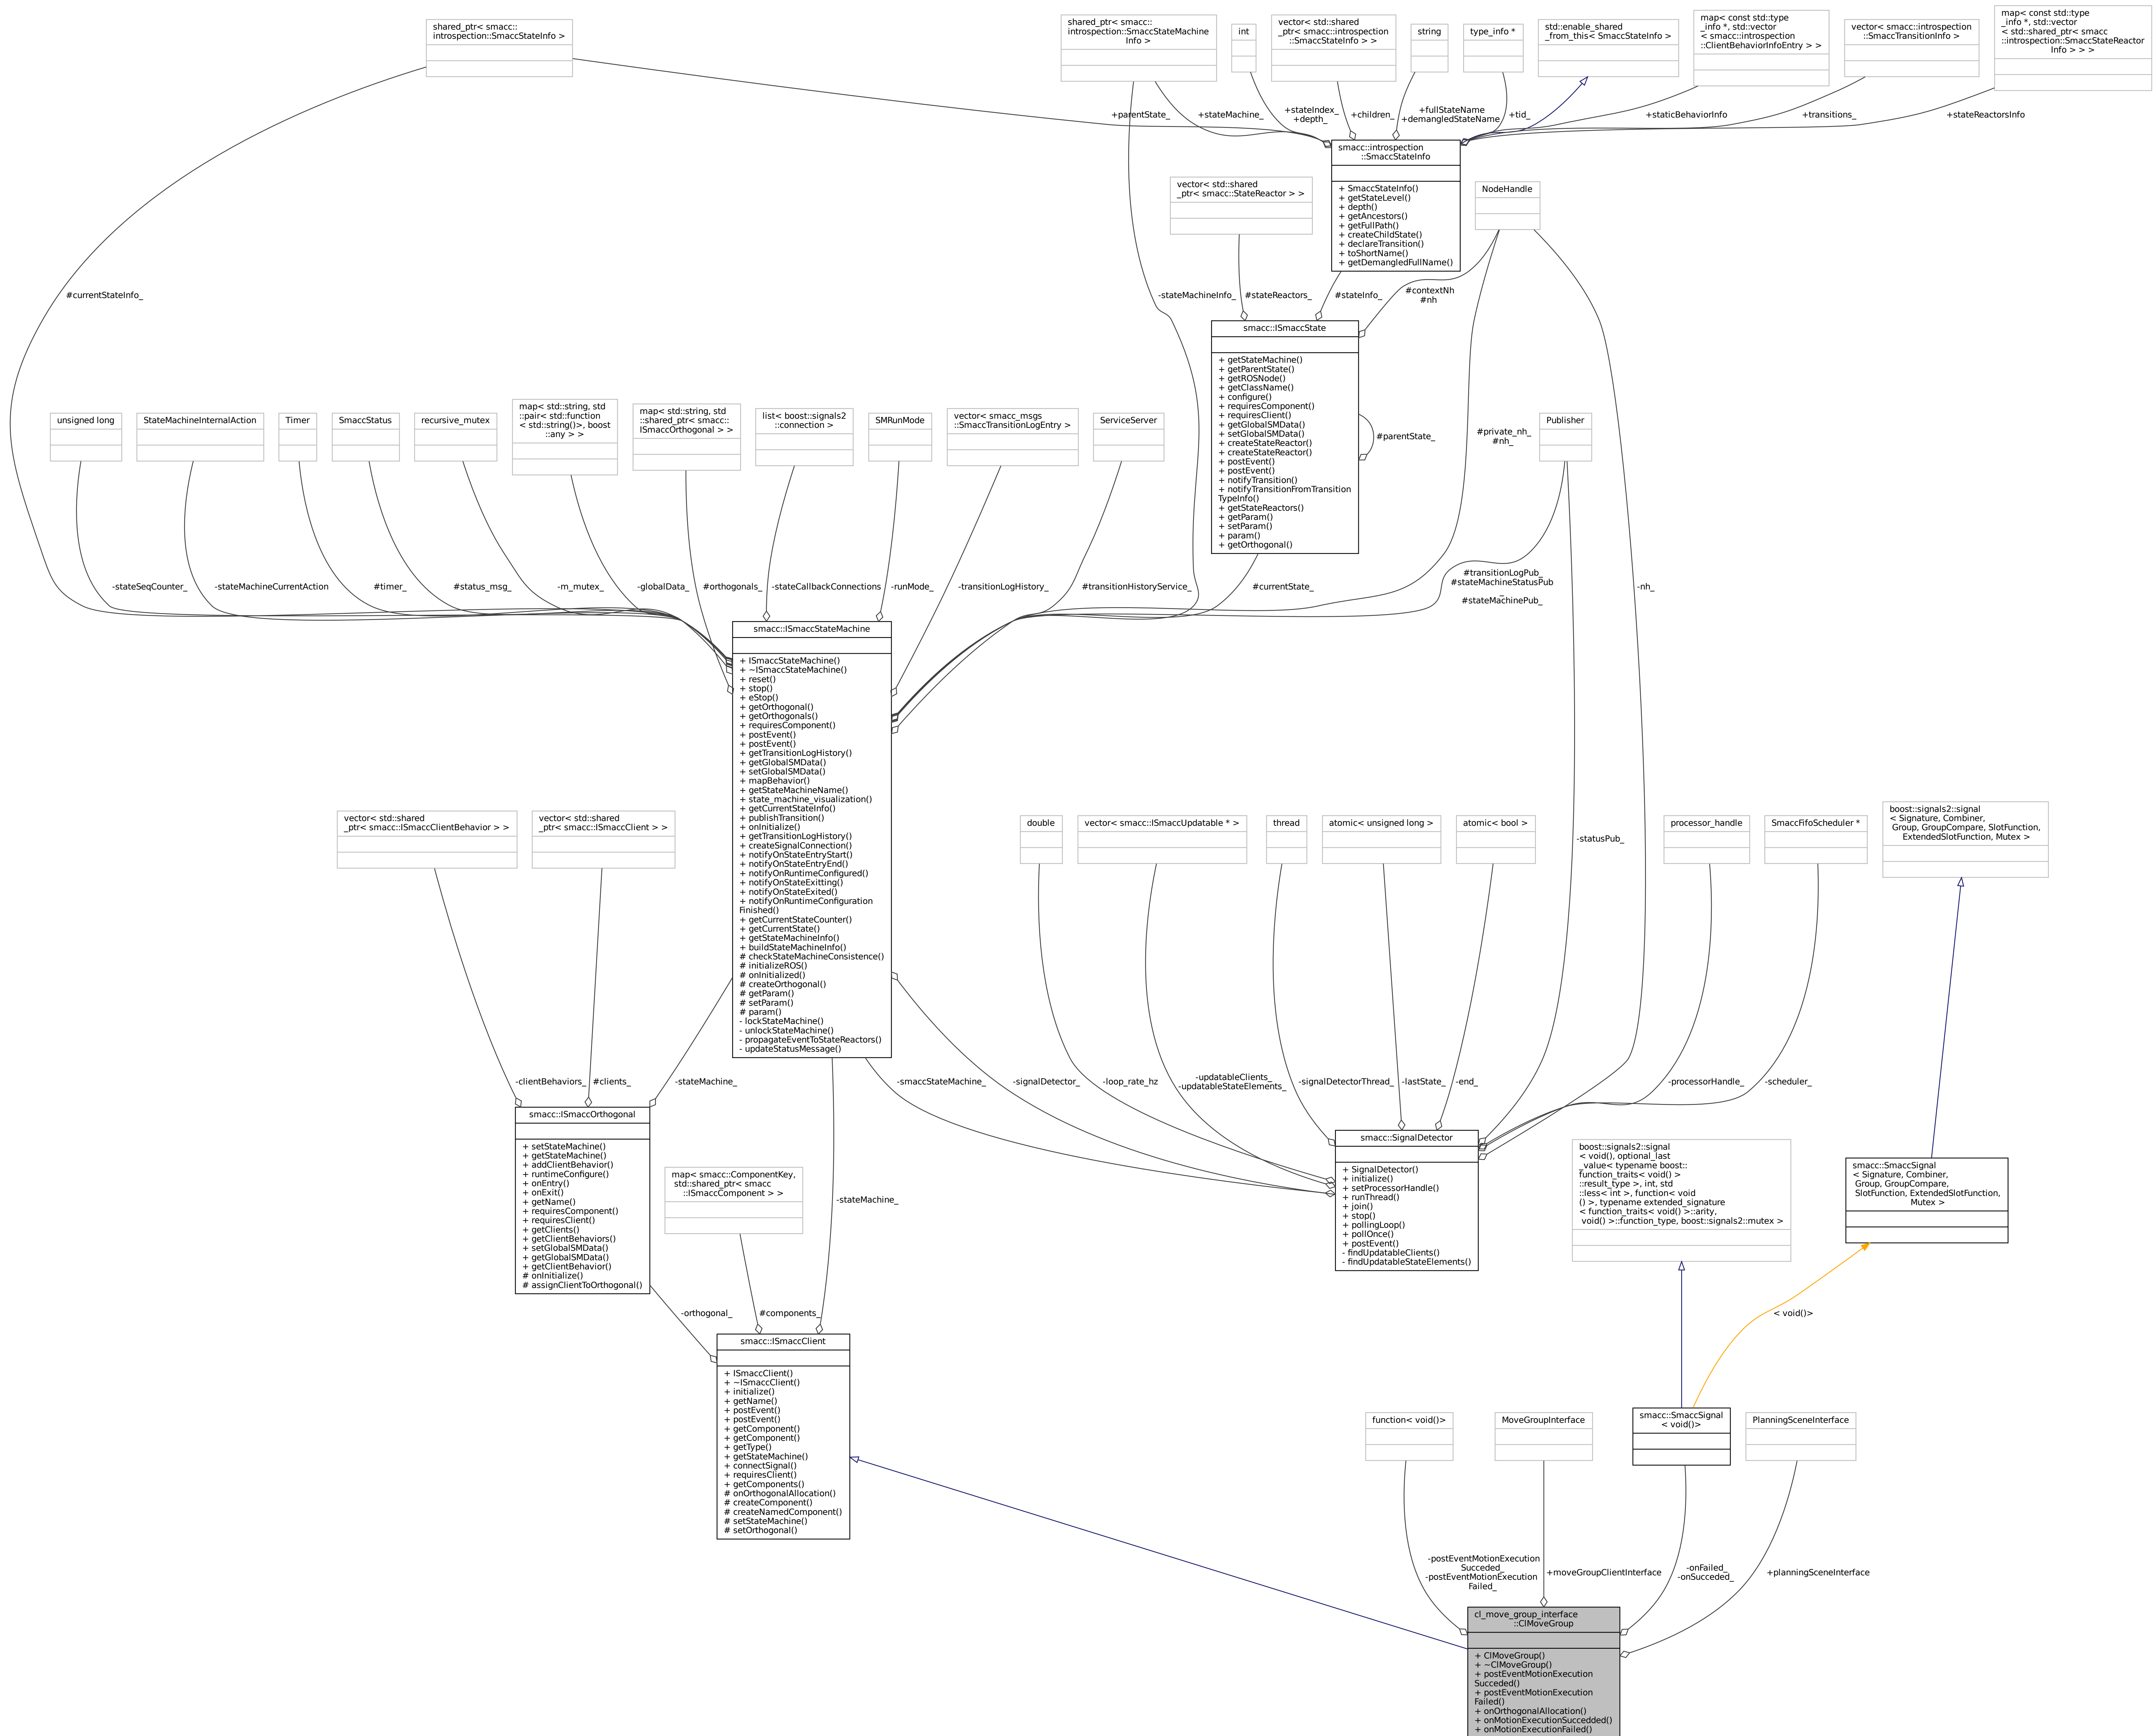 shared_ptr< smacc::
introspection::SmaccStateInfo >
shared_ptr< smacc::
introspection::SmaccStateMachine
Info >
int
vector< std::shared
_ptr< smacc::introspection
::SmaccStateInfo > >
string
type_info *
std::enable_shared
_from_this< SmaccStateInfo >
map< const std::type
_info *, std::vector
< smacc::introspection
::ClientBehaviorInfoEntry > >
vector< smacc::introspection
::SmaccTransitionInfo >
map< const std::type
_info *, std::vector
< std::shared_ptr< smacc
::introspection::SmaccStateReactor
Info > > >
+parentState_
+stateMachine_
+stateIndex_
+depth_
+children_
+fullStateName
+demangledStateName
+tid_
+staticBehaviorInfo
+transitions_
+stateReactorsInfo
smacc::introspection
::SmaccStateInfo
+ SmaccStateInfo()
+ getStateLevel()
+ depth()
+ getAncestors()
+ getFullPath()
+ createChildState()
+ declareTransition()
+ toShortName()
+ getDemangledFullName()
vector< std::shared
_ptr< smacc::StateReactor > >
NodeHandle
#currentStateInfo_
-stateMachineInfo_
#stateReactors_
#stateInfo_
#contextNh
#nh
smacc::ISmaccState
+ getStateMachine()
+ getParentState()
+ getROSNode()
+ getClassName()
+ configure()
+ requiresComponent()
+ requiresClient()
+ getGlobalSMData()
+ setGlobalSMData()
+ createStateReactor()
+ createStateReactor()
+ postEvent()
+ postEvent()
+ notifyTransition()
+ notifyTransitionFromTransition
TypeInfo()
+ getStateReactors()
+ getParam()
+ setParam()
+ param()
+ getOrthogonal()
#parentState_
#private_nh_
#nh_
Publisher
unsigned long
StateMachineInternalAction
Timer
SmaccStatus
recursive_mutex
map< std::string, std
::pair< std::function
< std::string()>, boost
::any > >
map< std::string, std
::shared_ptr< smacc::
ISmaccOrthogonal > >
list< boost::signals2
::connection >
SMRunMode
vector< smacc_msgs
::SmaccTransitionLogEntry >
ServiceServer
-stateSeqCounter_
-stateMachineCurrentAction
#timer_
#status_msg_
-m_mutex_
-globalData_
#orthogonals_
-stateCallbackConnections
-runMode_
-transitionLogHistory_
#transitionHistoryService_
#currentState_
#transitionLogPub_
#stateMachineStatusPub
_
#stateMachinePub_
-nh_
smacc::ISmaccStateMachine
+ ISmaccStateMachine()
+ ~ISmaccStateMachine()
+ reset()
+ stop()
+ eStop()
+ getOrthogonal()
+ getOrthogonals()
+ requiresComponent()
+ postEvent()
+ postEvent()
+ getTransitionLogHistory()
+ getGlobalSMData()
+ setGlobalSMData()
+ mapBehavior()
+ getStateMachineName()
+ state_machine_visualization()
+ getCurrentStateInfo()
+ publishTransition()
+ onInitialize()
+ getTransitionLogHistory()
+ createSignalConnection()
+ notifyOnStateEntryStart()
+ notifyOnStateEntryEnd()
+ notifyOnRuntimeConfigured()
+ notifyOnStateExitting()
+ notifyOnStateExited()
+ notifyOnRuntimeConfiguration
Finished()
+ getCurrentStateCounter()
+ getCurrentState()
+ getStateMachineInfo()
+ buildStateMachineInfo()
# checkStateMachineConsistence()
# initializeROS()
# onInitialized()
# createOrthogonal()
# getParam()
# setParam()
# param()
- lockStateMachine()
- unlockStateMachine()
- propagateEventToStateReactors()
- updateStatusMessage()
vector< std::shared
_ptr< smacc::ISmaccClientBehavior > >
vector< std::shared
_ptr< smacc::ISmaccClient > >
double
vector< smacc::ISmaccUpdatable * >
thread
atomic< unsigned long >
atomic< bool >
-statusPub_
processor_handle
SmaccFifoScheduler *
boost::signals2::signal
< Signature, Combiner,
Group, GroupCompare, SlotFunction,
ExtendedSlotFunction, Mutex >
-clientBehaviors_
#clients_
-stateMachine_
-smaccStateMachine_
-signalDetector_
-loop_rate_hz
-updatableClients_
-updatableStateElements_
-signalDetectorThread_
-lastState_
-end_
-processorHandle_
-scheduler_
smacc::ISmaccOrthogonal
+ setStateMachine()
+ getStateMachine()
+ addClientBehavior()
+ runtimeConfigure()
+ onEntry()
+ onExit()
+ getName()
+ requiresComponent()
+ requiresClient()
+ getClients()
+ getClientBehaviors()
+ setGlobalSMData()
+ getGlobalSMData()
+ getClientBehavior()
# onInitialize()
# assignClientToOrthogonal()
map< smacc::ComponentKey,
std::shared_ptr< smacc
::ISmaccComponent > >
-stateMachine_
smacc::SignalDetector
+ SignalDetector()
+ initialize()
+ setProcessorHandle()
+ runThread()
+ join()
+ stop()
+ pollingLoop()
+ pollOnce()
+ postEvent()
- findUpdatableClients()
- findUpdatableStateElements()
boost::signals2::signal
< void(), optional_last
_value< typename boost::
function_traits< void() >
::result_type >, int, std
::less< int >, function< void
() >, typename extended_signature
< function_traits< void() >::arity,
void() >::function_type, boost::signals2::mutex >
smacc::SmaccSignal
< Signature, Combiner,
Group, GroupCompare,
SlotFunction, ExtendedSlotFunction,
Mutex >
-orthogonal_
#components_
< void()>
smacc::ISmaccClient
+ ISmaccClient()
+ ~ISmaccClient()
+ initialize()
+ getName()
+ postEvent()
+ postEvent()
+ getComponent()
+ getComponent()
+ getType()
+ getStateMachine()
+ connectSignal()
+ requiresClient()
+ getComponents()
# onOrthogonalAllocation()
# createComponent()
# createNamedComponent()
# setStateMachine()
# setOrthogonal()
function< void()>
MoveGroupInterface
smacc::SmaccSignal
< void()>
PlanningSceneInterface
-postEventMotionExecution
Succeded_
-postEventMotionExecution
Failed_
+moveGroupClientInterface
-onFailed_
-onSucceded_
+planningSceneInterface
cl_move_group_interface
::ClMoveGroup
+ ClMoveGroup()
+ ~ClMoveGroup()
+ postEventMotionExecution
Succeded()
+ postEventMotionExecution
Failed()
+ onOrthogonalAllocation()
+ onMotionExecutionSuccedded()
+ onMotionExecutionFailed()